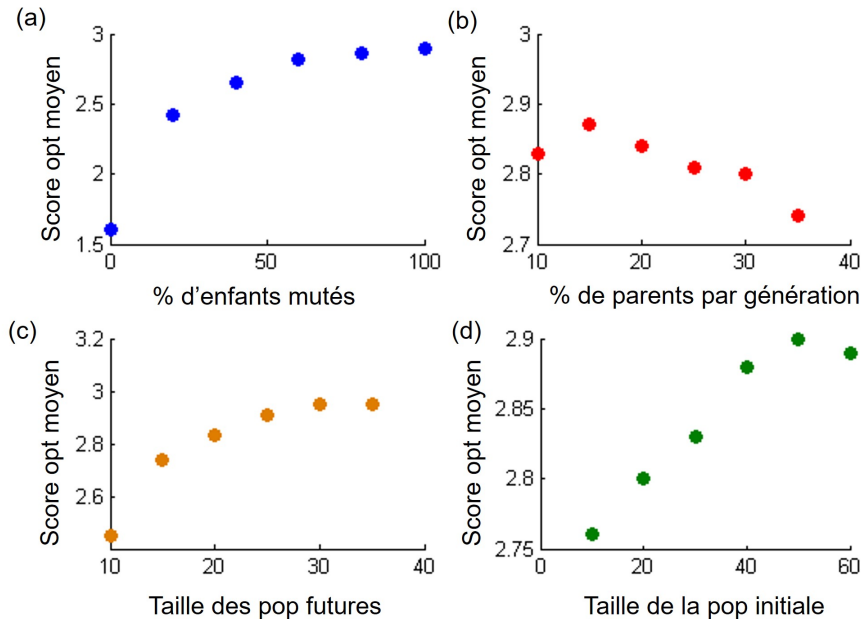 (a)
Score opt moyen
3
2.5
2
1.5
0
50
100
% d'enfants mutés
(b)
Score opt moyen
3
2.9
2.8
2.7
10
20
30
40
% de parents par génération
(c)
Score opt moyen
3.2
3
2.8
2.6
10
20
30
40
Taille des pop futures
(d)
Score opt moyen
2.9
2.85
2.8
2.75
0
20
40
60
Taille de la pop initiale